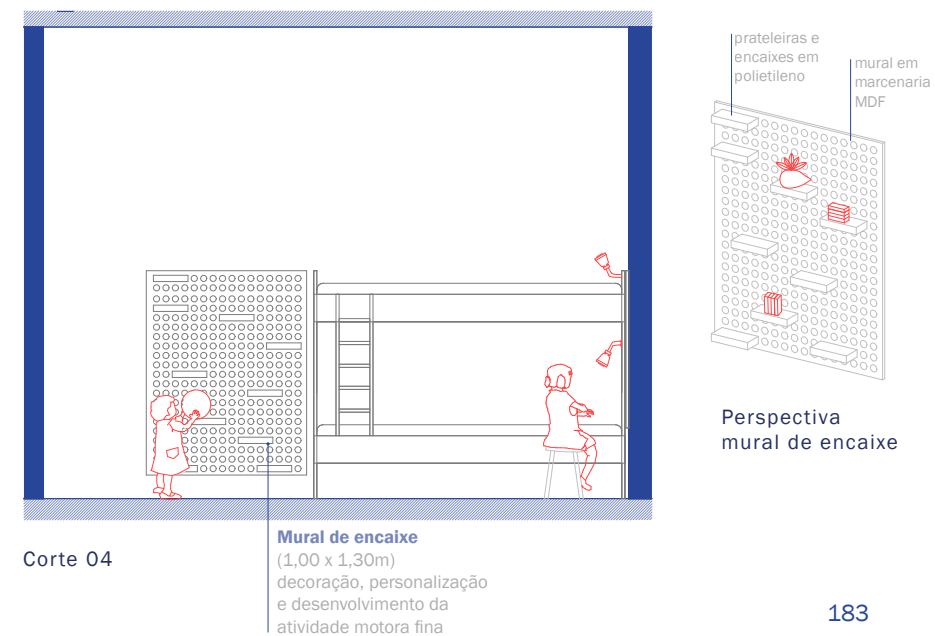 prateleiras e
encaixes em
polietileno
mural em
marcenaria
MDF
Perspectiva
mural de encaixe
Corte 04
Mural de encaixe
(1,00 x 1,30m)
decoração, personalização
e desenvolvimento da
atividade motora fina
183